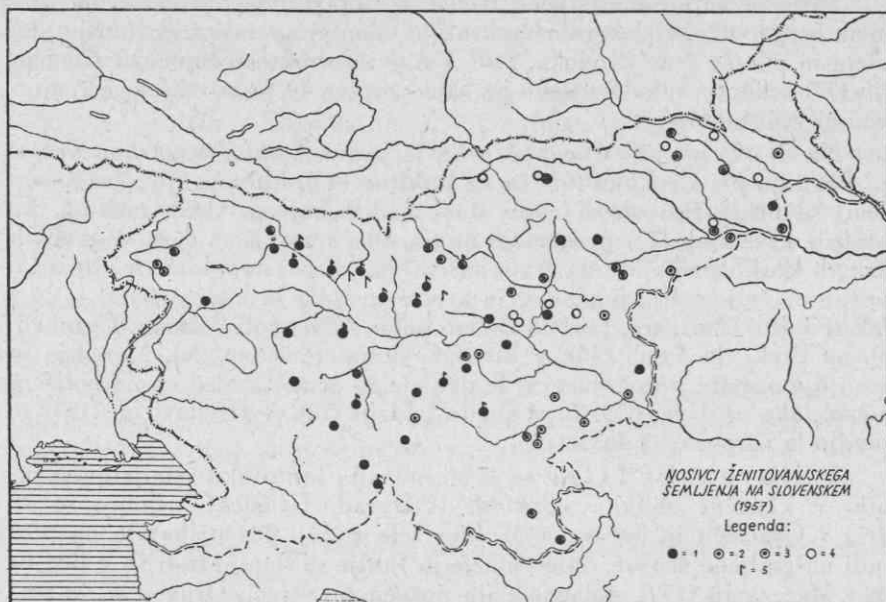 NOSIVCI ŽENITOVANJSKEGA
ŠEMLJENJA NA SLOVENSKEM
(1957)
Legenda:
= 1 = 2 = 3 = 4
= 5